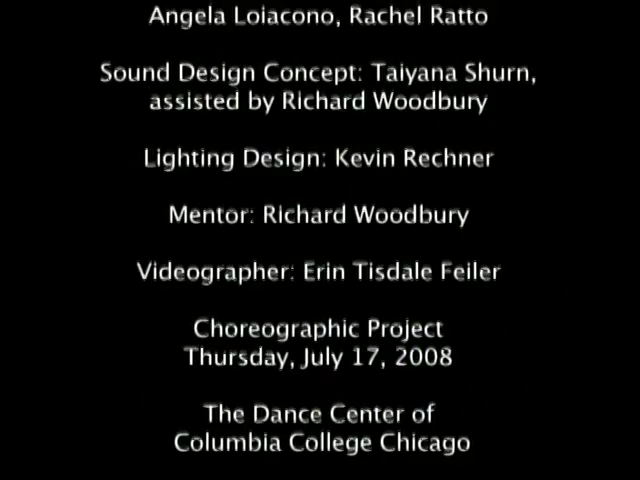 Angela Loiacono, Rachel Ratto
Sound Design Concept: Taiyana Shurn,
assisted by Richard Woodbury
Lighting Design: Kevin Rechner
Mentor: Richard Woodbury
Videographer: Erin Tisdale Feiler
Choreographic Project
Thursday, July 17, 2008
The Dance Center of
Columbia College Chicago